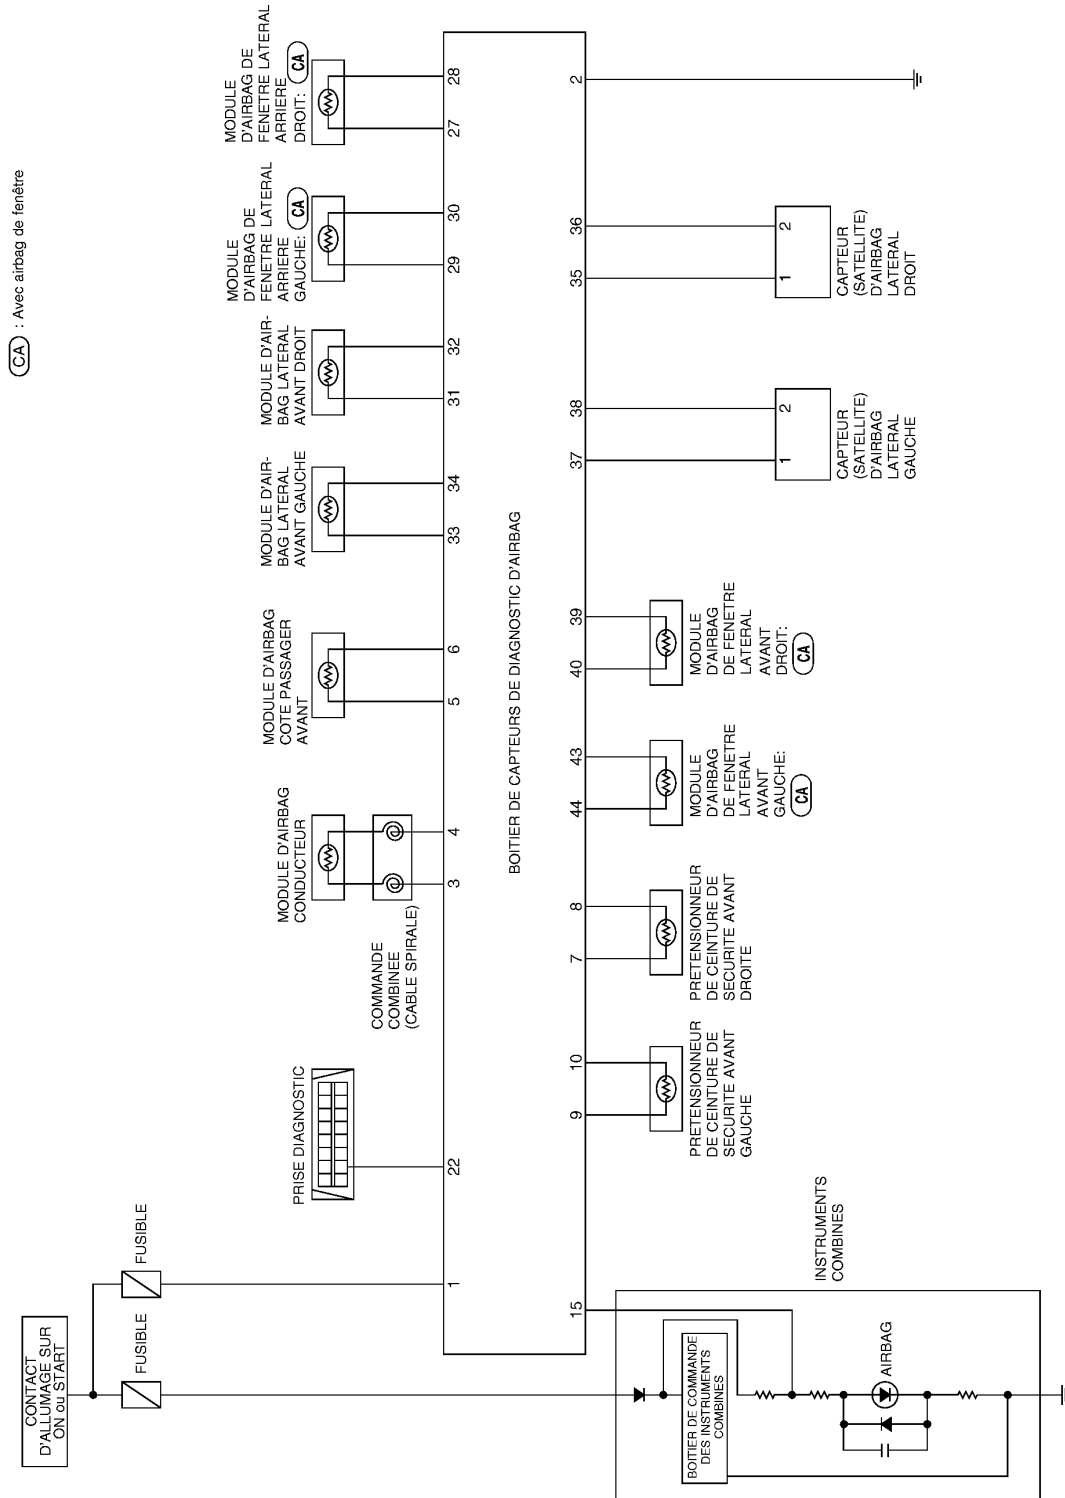 CA : Avec airbag de fenêtre
CONTACT
D'ALLUMAGE SUR
ON ou START
FUSIBLE
FUSIBLE
PRISE DIAGNOSTIC
MODULE D'AIRBAG
CONDUCTEUR
COMMANDE
COMBINEE
(CABLE SPIRALE)
MODULE D'AIRBAG
COTE PASSAGER
AVANT
MODULE D'AIR-
BAG LATERAL
AVANT GAUCHE
MODULE D'AIR-
BAG LATERAL
AVANT DROIT
MODULE
D'AIRBAG DE
FENETRE LATERAL
ARRIERE
GAUCHE: CA
MODULE
D'AIRBAG DE
FENETRE LATERAL
ARRIERE
DROIT: CA
1
22
3
4
5
6
33
34
31
32
29
30
27
28
BOITIER DE CAPTEURS DE DIAGNOSTIC D'AIRBAG
15
9
10
7
8
44
43
40
39
37
38
35
36
2
INSTRUMENTS
COMBINES
BOITIER DE COMMANDE
DES INSTRUMENTS
COMBINES
AIRBAG
PRETENSIONNEUR
DE CEINTURE DE
SECURITE AVANT
GAUCHE
PRETENSIONNEUR
DE CEINTURE DE
SECURITE AVANT
DROITE
MODULE
D'AIRBAG
DE FENETRE
LATERAL
AVANT
GAUCHE:
CA
MODULE
D'AIRBAG
DE FENETRE
LATERAL
AVANT
DROIT:
CA
1
2
CAPTEUR
(SATELLITE)
D'AIRBAG
LATERAL
GAUCHE
1
2
CAPTEUR
(SATELLITE)
D'AIRBAG
LATERAL
DROIT